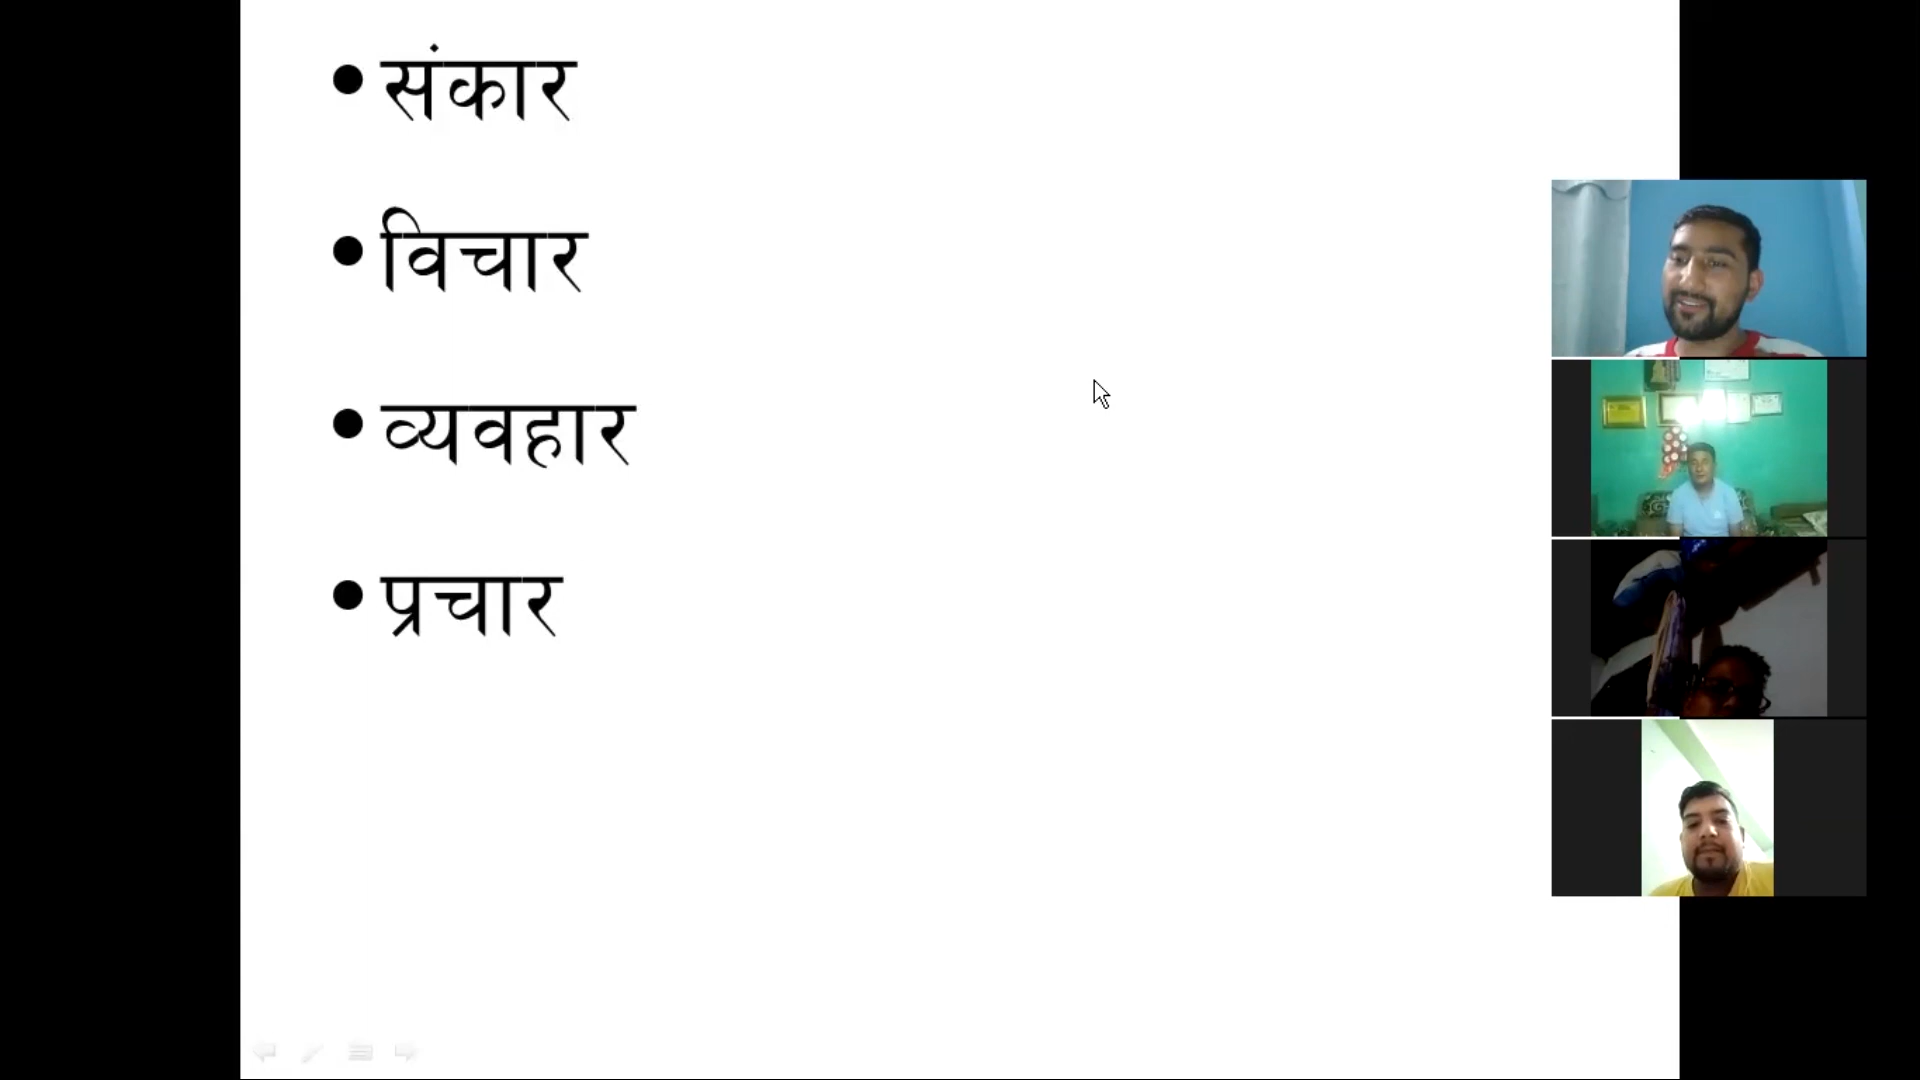 • संकार
• विचार
• व्यवहार
• प्रचार